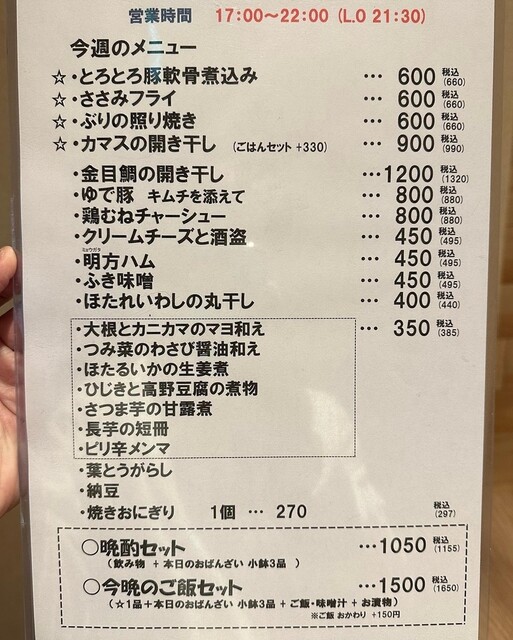 営業時間 17:00～22:00 (L.O 21:30)
今週のメニュー
☆・とろとろ豚軟骨煮込み … 600 税込(660)
☆・ささみフライ … 600 税込(660)
☆・ぶりの照り焼き … 600 税込(660)
☆・カマスの開き干し (ごはんセット +330) … 900 税込(990)
・金目鯛の開き干し …1200 税込(1320)
・ゆで豚 キムチを添えて … 800 税込(880)
・鶏むねチャーシュー … 800 税込(880)
・クリームチーズと酒盗 … 450 税込(495)
ミョウガタ
・明方ハム … 450 税込(495)
・ふき味噌 … 450 税込(495)
・ほたれいわしの丸干し … 400 税込(440)
・大根とカニカマのマヨ和え … 350 税込(385)
・つみ菜のわさび醤油和え
・ほたるいかの生姜煮
・ひじきと高野豆腐の煮物
・さつま芋の甘露煮
・長芋の短冊
・ピリ辛メンマ
・葉とうがらし
・納豆
・焼きおにぎり 1個 … 270 税込(297)
○晩酌セット …1050 税込(1155)
(飲み物 + 本日のおばんざい 小鉢3品 )
○今晩のご飯セット …1500 税込(1650)
(☆1品+本日のおばんざい 小鉢3品 + ご飯・味噌汁 + お漬物)
※ご飯 おかわり +150円